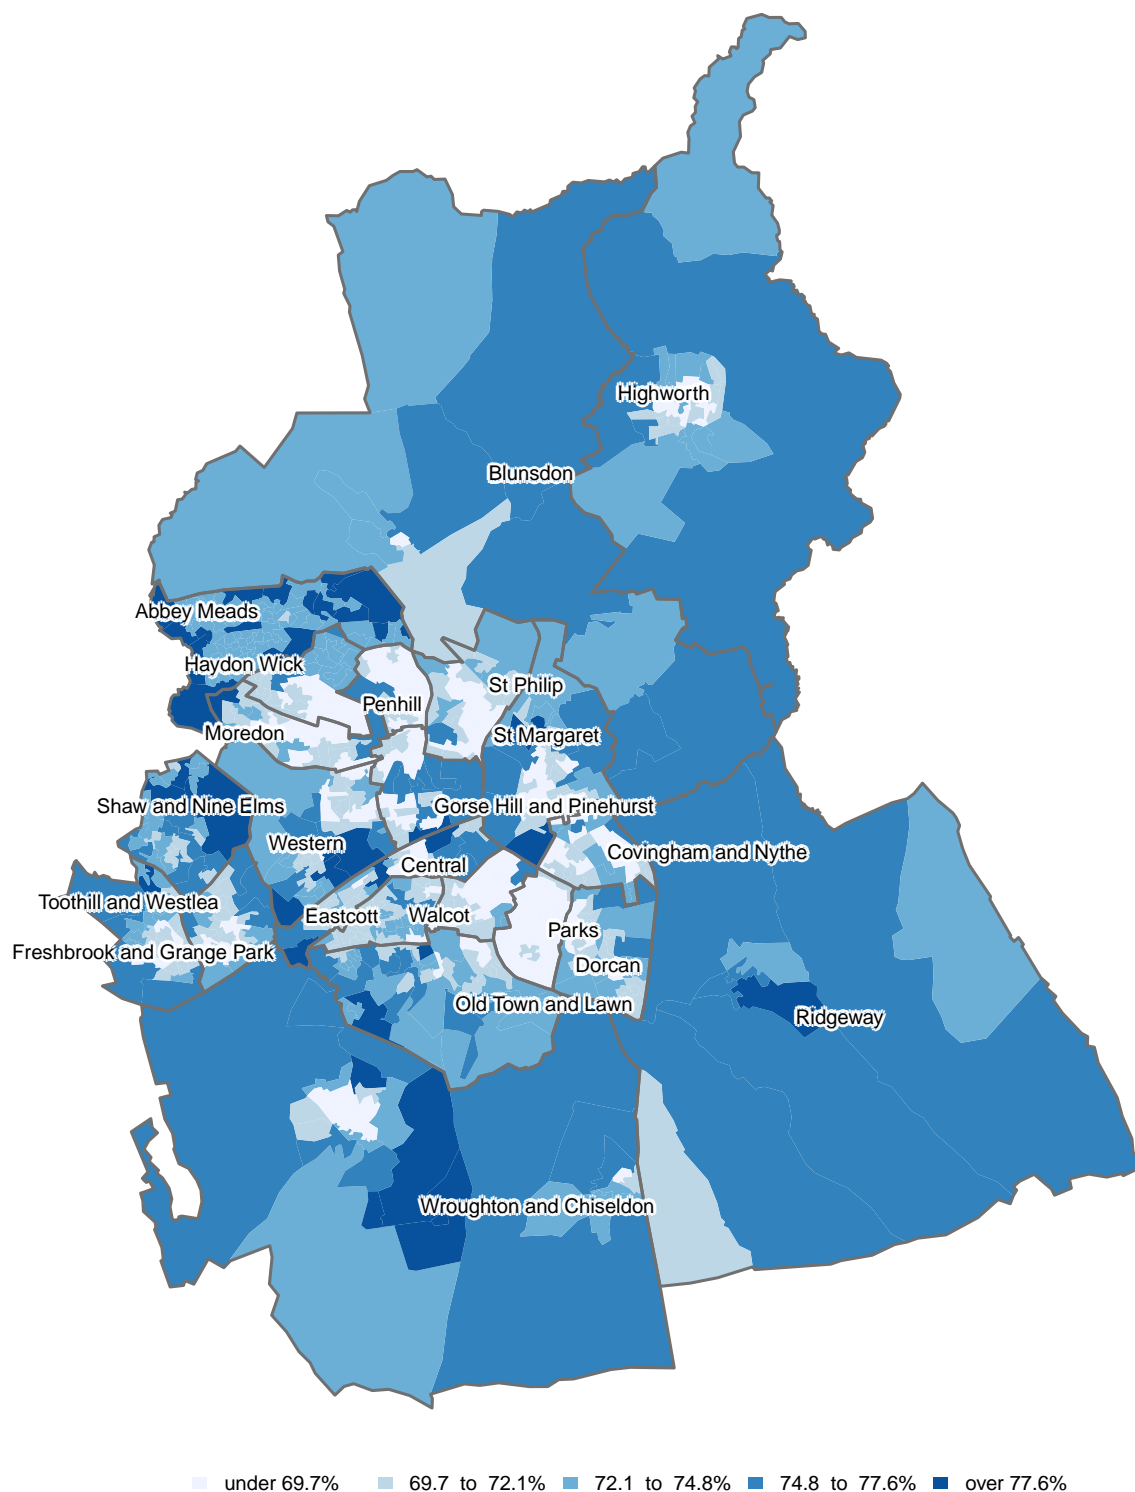 Highworth
Blunsdon
Abbey Meads
Haydon Wick
St Philip
Penhill
Moredon
St Margaret
Shaw and Nine Elms
Gorse Hill and Pinehurst
Western
Covingham and Nythe
Central
Toothill and Westlea
Eastcott
Walcot
Parks
Freshbrook and Grange Park
Dorcan
Old Town and Lawn
Ridgeway
Wroughton and Chiseldon
under 69.7% 69.7 to 72.1% 72.1 to 74.8% 74.8 to 77.6% over 77.6%